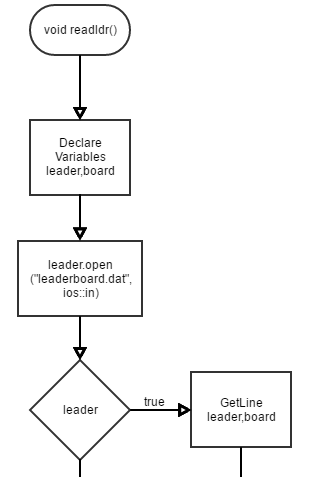 void readldr()
Declare
Variables
leader,board
leader.open
("leaderboard.dat",
ios::in)
leader
true
GetLine
leader,board